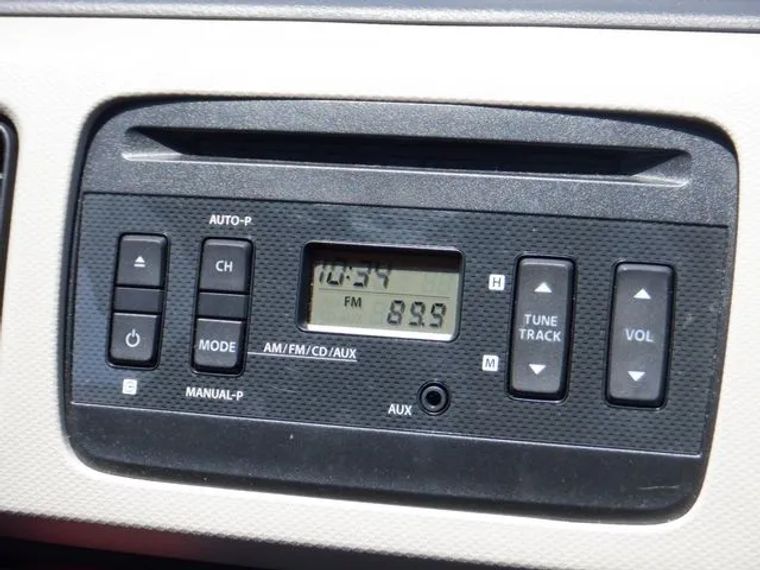 AUTO-P
CH
MODE
MANUAL-P
AM/FM/CD/AUX
10:34
FM
89.9
AUX
H
M
TUNE
TRACK
VOL